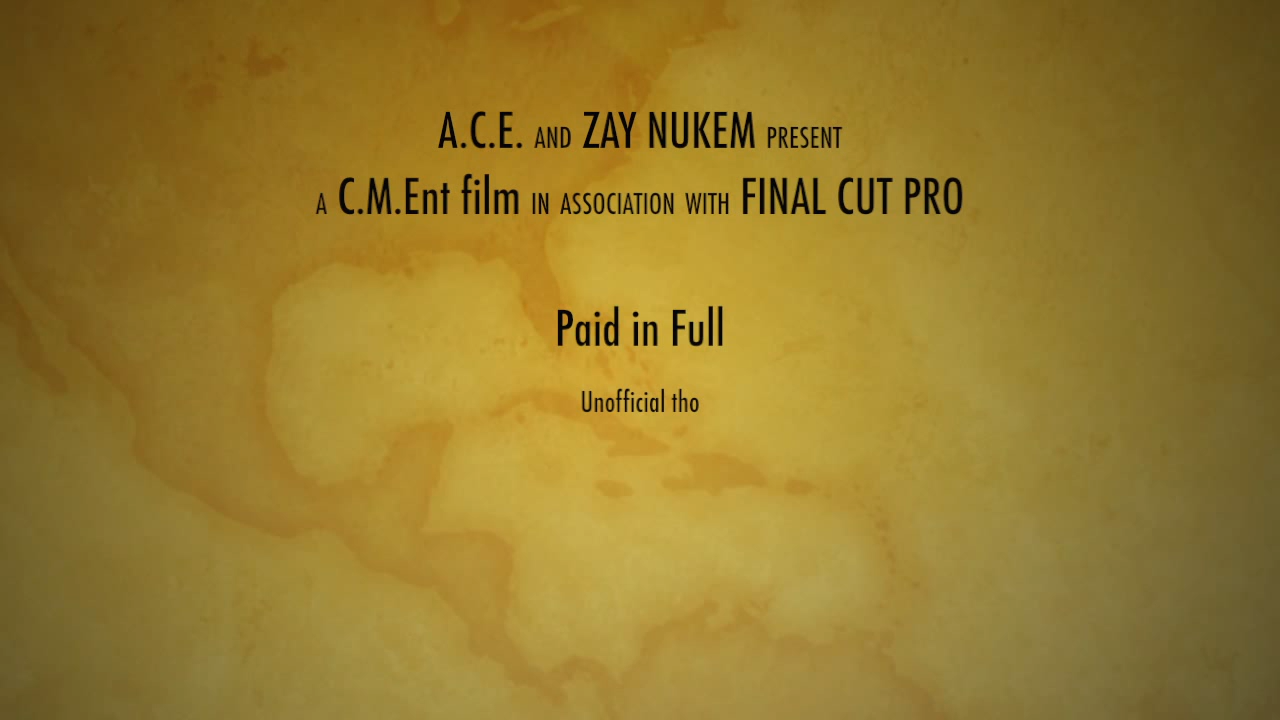 A.C.E. AND ZAY NUKEM PRESENT
A C.M.Ent film IN ASSOCIATION WITH FINAL CUT PRO
Paid in Full
Unofficial tho